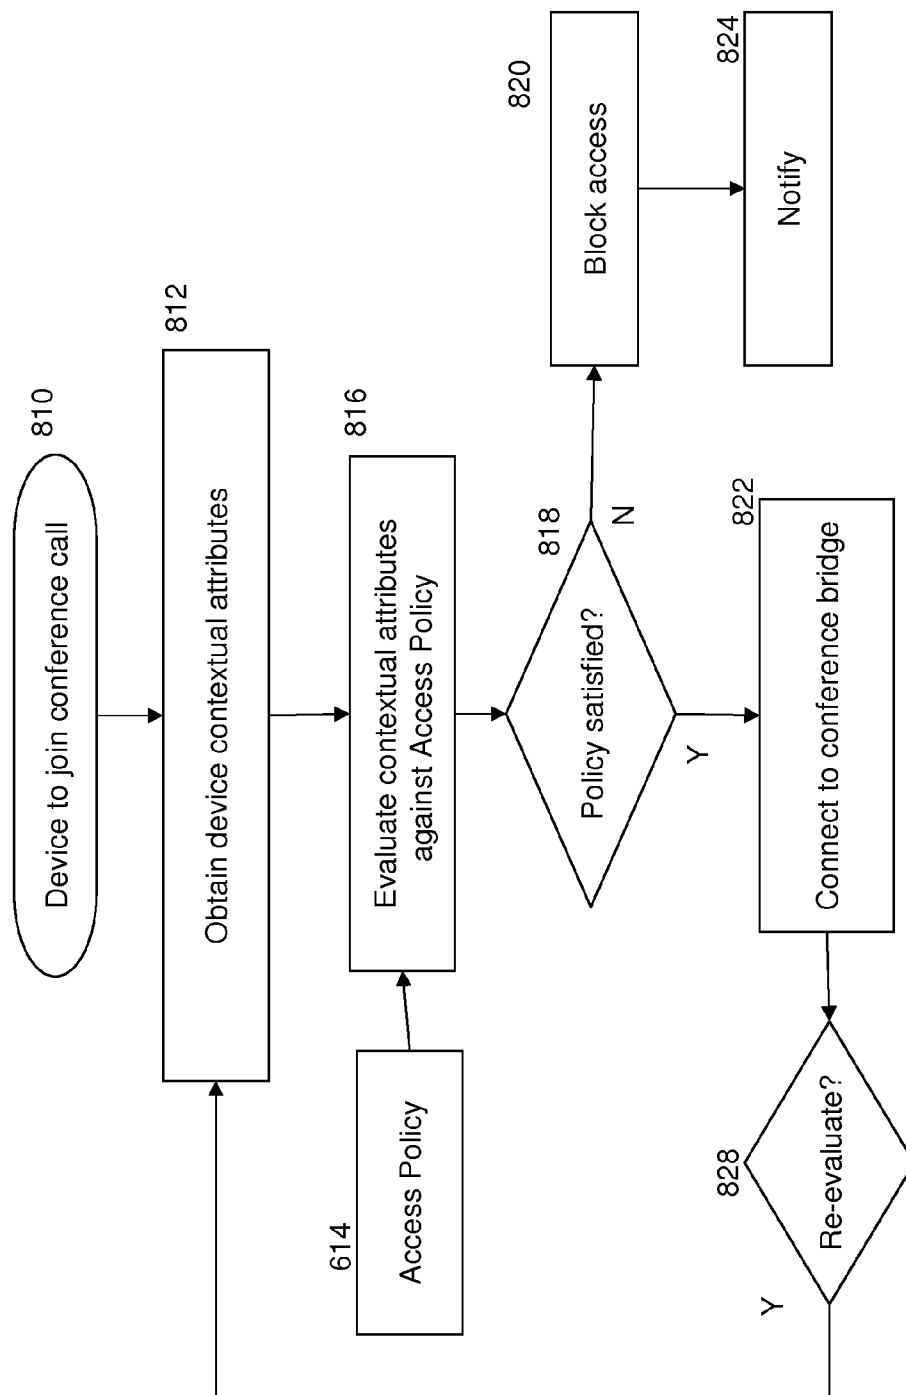 810
Device to join conference call
812
Obtain device contextual attributes
816
Evaluate contextual attributes
against Access Policy
614
Access Policy
818
Policy satisfied?
N
Y
820
Block access
824
Notify
822
Connect to conference bridge
828
Re-evaluate?
Y